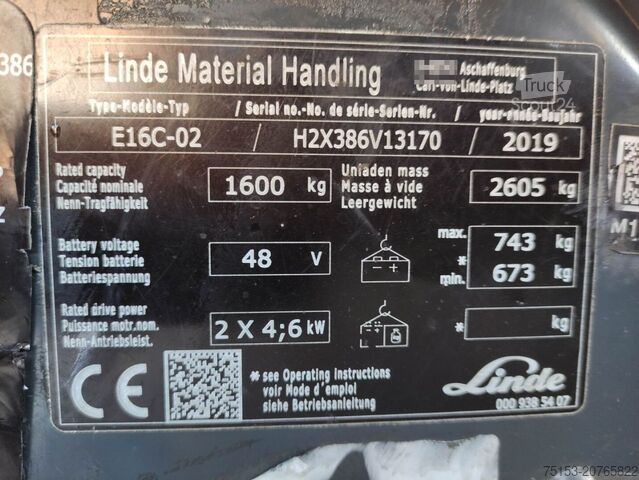 386
Linde Material Handling
Aschaffenburg
Carl-von-Linde-Platz
Truck
Scout24
Type-Modèle-Typ / Serial no.-No. de série-Serien-Nr. / year-année-Baujahr
E16C-02 / H2X386V13170 / 2019
Rated capacity
Capacité nominale
Nenn-Tragfähigkeit
1600 kg
Unladen mass
Masse à vide
Leergewicht
2605 kg
Battery voltage
Tension batterie
Batteriespannung
48 V
max. 743 kg
*
min. 673 kg
Rated drive power
Puissance motr.nom.
Nenn-Antriebsleist.
2 X 4;6 kW
* kg
CE
* see Operating Instructions
voir Mode d'emploi
siehe Betriebsanleitung
Linde
000 938 54 07
M1
75153-20765822